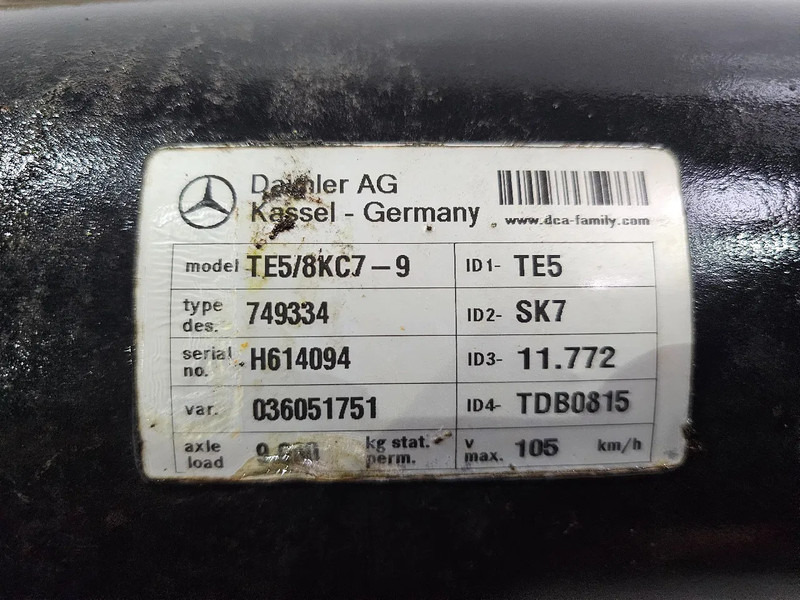 Daimler AG
Kassel - Germany
www.dca-family.com
model TE5/8KC7-9 ID1- TE5
type des. 749334 ID2- SK7
serial no. H614094 ID3- 11.772
var. 036051751 ID4- TDB0815
axle load kg stat. perm. v max. 105 km/h